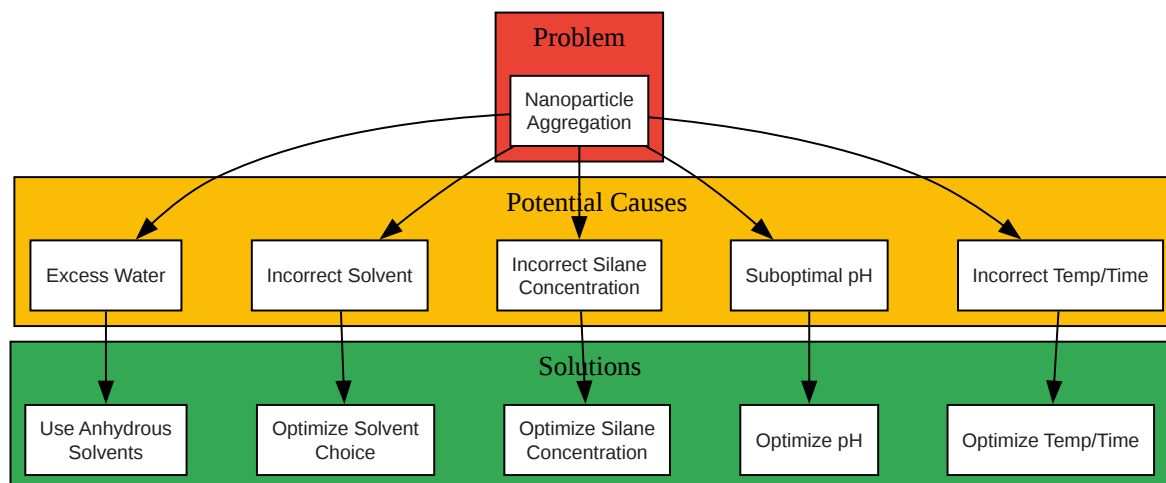 Problem
Nanoparticle
Aggregation
Potential Causes
Excess Water
Incorrect Solvent
Incorrect Silane
Concentration
Suboptimal pH
Incorrect Temp/Time
Solutions
Use Anhydrous
Solvents
Optimize Solvent
Choice
Optimize Silane
Concentration
Optimize pH
Optimize Temp/Time